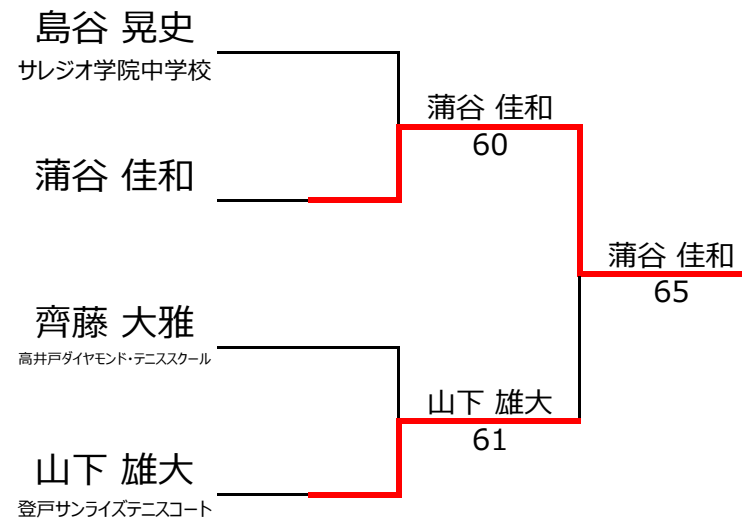 島谷 晃史
サレジオ学院中学校
蒲谷 佳和
60
蒲谷 佳和
蒲谷 佳和
65
齊藤 大雅
高井戸ダイヤモンド・テニススクール
山下 雄大
61
山下 雄大
登戸サンライズテニスコート